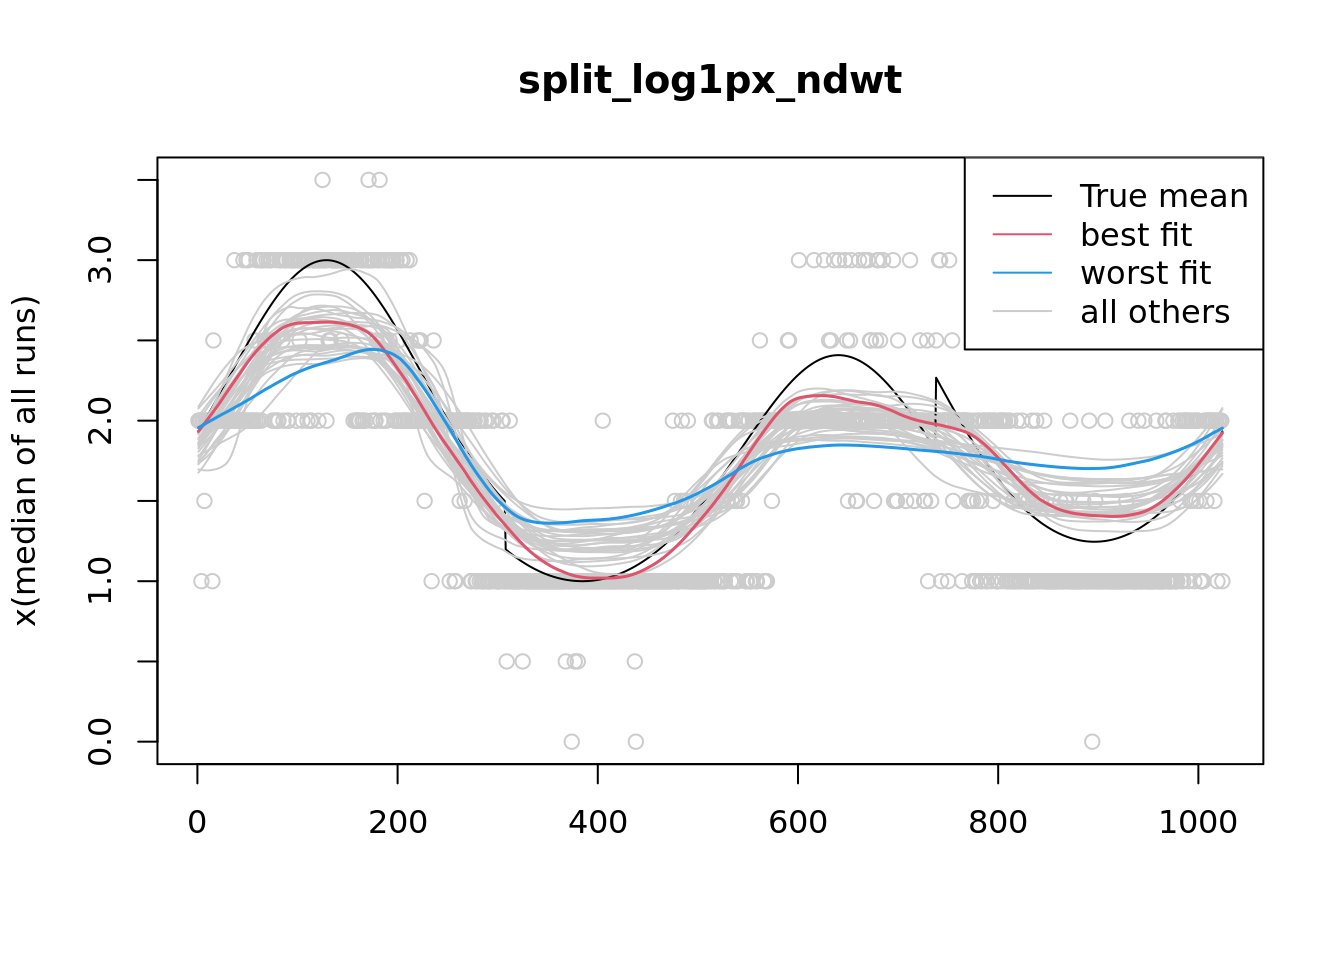 split_log1px_ndwt
True mean
best fit
worst fit
all others
x(median of all runs)
3.0
2.0
1.0
0.0
0 200 400 600 800 1000